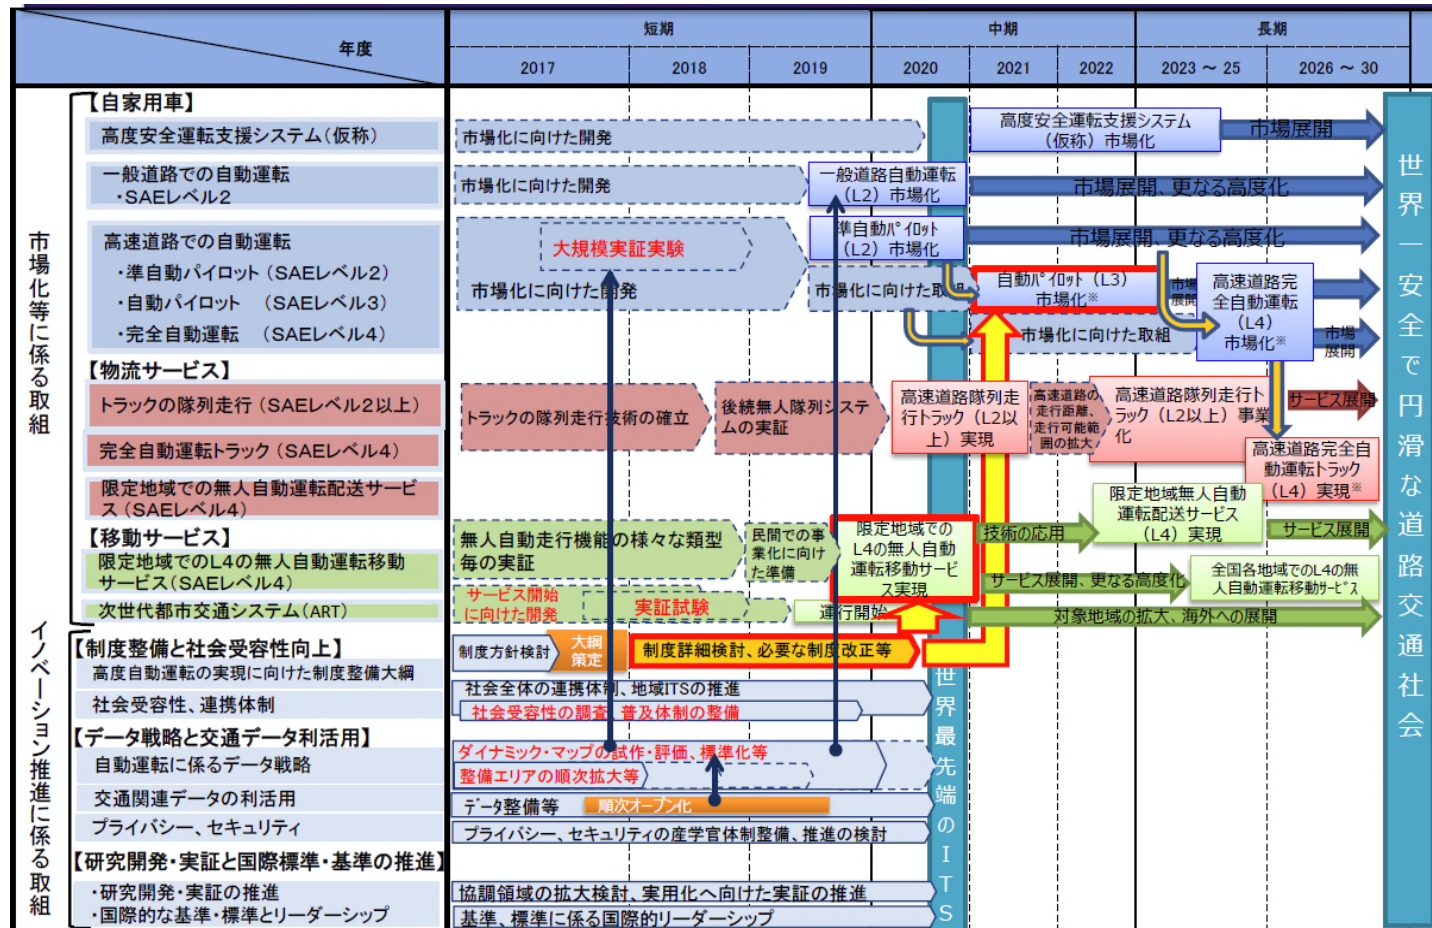 年度
短期
中期
長期
2017
2018
2019
2020
2021
2022
2023 ～ 25
2026 ～ 30
市場化等に係る取組
【自家用車】
高度安全運転支援システム(仮称)
市場化に向けた開発
高度安全運転支援システム
(仮称) 市場化
市場展開
一般道路での自動運転
・SAEレベル2
市場化に向けた開発
一般道路自動運転
(L2) 市場化
市場展開、更なる高度化
高速道路での自動運転
・準自動パイロット (SAEレベル2)
・自動パイロット (SAEレベル3)
・完全自動運転 (SAEレベル4)
大規模実証実験
市場化に向けた開発
準自動パイロット
(L2) 市場化
市場展開、更なる高度化
市場化に向けた取組
自動パイロット (L3)
市場化※
市場
展開
高速道路完
全自動運転
(L4)
市場化※
市場化に向けた取組
市場
展開
【物流サービス】
トラックの隊列走行 (SAEレベル2以上)
トラックの隊列走行技術の確立
後続無人隊列システ
ムの実証
高速道路隊列走
行トラック (L2以
上) 実現
高速道路の
走行距離、
走行可能範
囲の拡大
高速道路隊列走行ト
ラック (L2以上) 事業
化
サービス展開
完全自動運転トラック (SAEレベル4)
高速道路完全自
動運転トラック
(L4) 実現※
限定地域での無人自動運転配送サービ
ス (SAEレベル4)
限定地域無人自動
運転配送サービス
(L4) 実現
サービス展開
【移動サービス】
限定地域でのL4の無人自動運転移動
サービス(SAEレベル4)
無人自動走行機能の様々な類型
毎の実証
民間での事
業化に向け
た準備
限定地域での
L4の無人自動
運転移動サービ
ス実現
技術の応用
サービス展開、更なる高度化
全国各地域でのL4の無
人自動運転移動サービス
次世代都市交通システム(ART)
サービス開始
に向けた開発
実証試験
運行開始
対象地域の拡大、海外への展開
イノベーション推進に係る取組
【制度整備と社会受容性向上】
高度自動運転の実現に向けた制度整備大綱
制度方針検討
大綱
策定
制度詳細検討、必要な制度改正等
社会受容性、連携体制
社会全体の連携体制、地域ITSの推進
社会受容性の調査、普及体制の整備
【データ戦略と交通データ利活用】
自動運転に係るデータ戦略
ダイナミック・マップの試作・評価、標準化等
整備エリアの順次拡大等
交通関連データの利活用
データ整備等
順次オープン化
プライバシー、セキュリティ
プライバシー、セキュリティの産学官体制整備、推進の検討
【研究開発・実証と国際標準・基準の推進】
・研究開発・実証の推進
・国際的な基準・標準とリーダーシップ
協調領域の拡大検討、実用化へ向けた実証の推進
基準、標準に係る国際的リーダーシップ
世界最先端のITS
世界一安全で円滑な道路交通社会